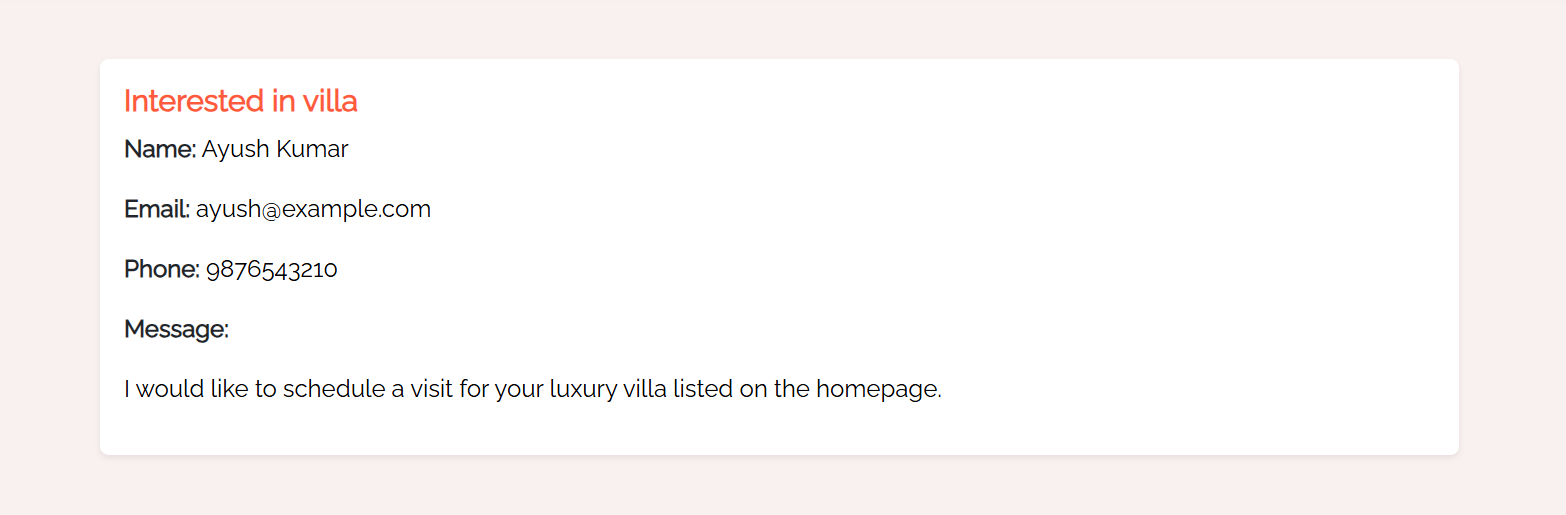 Interested in villa
Name: Ayush Kumar
Email: ayush@example.com
Phone: 9876543210
Message:
I would like to schedule a visit for your luxury villa listed on the homepage.